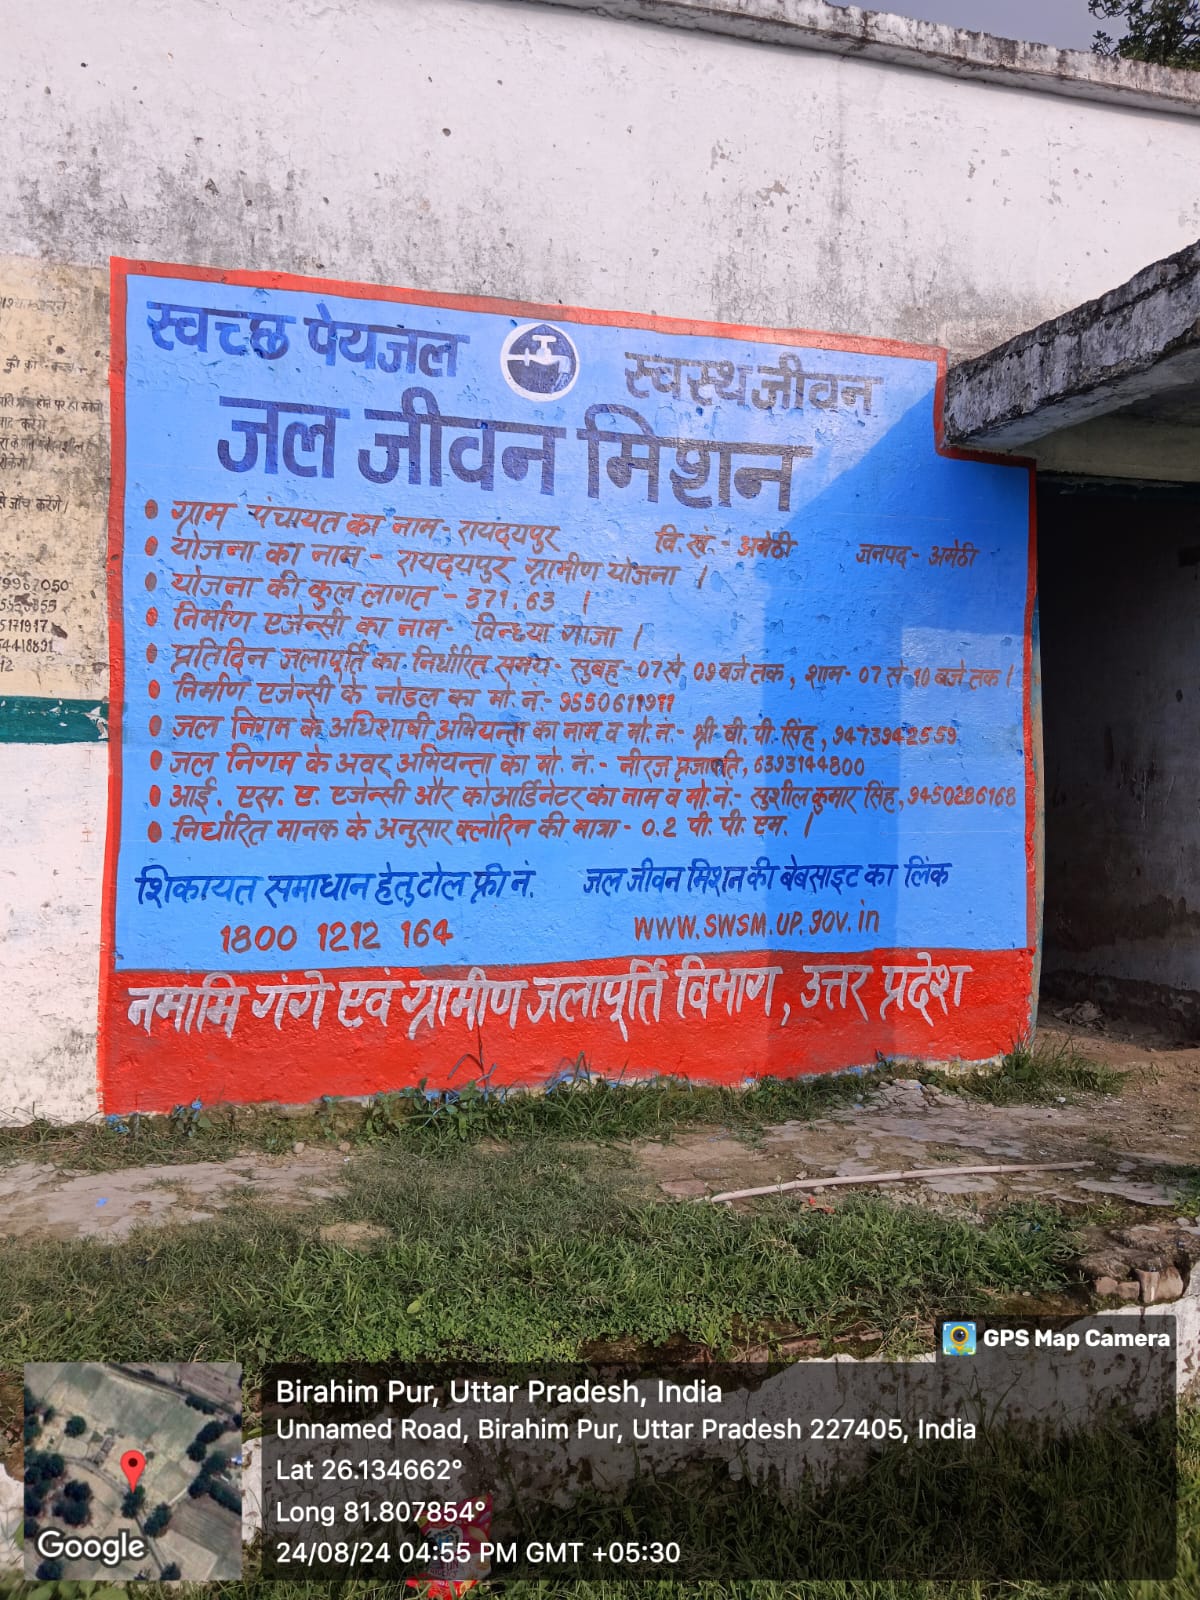 स्वच्छ पेयजल स्वस्थ जीवन
जल जीवन मिशन
• ग्राम पंचायत का नाम - रायदयपुर वि.खं. - अमेठी जनपद - अमेठी
• योजना का नाम - रायदयपुर ग्रामीण योजना ।
• योजना की कुल लागत - 371.63 ।
• निर्माण एजेन्सी का नाम - विन्ध्या गाजा ।
• प्रतिदिन जलापूर्ति का निर्धारित समय - सुबह - 07 से 09 बजे तक, शाम - 07 से 10 बजे तक ।
• निर्माण एजेन्सी के नोडल का मो. नं. - 9550611911
• जल निगम के अधिशाषी अभियन्ता का नाम व मो. नं. - श्री वी. पी. सिंह, 9473942559
• जल निगम के अवर अभियन्ता का मो. नं. - नीरज प्रजापति, 6393144800
• आई. एस. ए. एजेन्सी और कोआर्डिनेटर का नाम व मो. नं. - सुशील कुमार सिंह, 9450286168
• निर्धारित मानक के अनुसार क्लोरिन की मात्रा - 0.2 पी. पी. एम. ।
शिकायत समाधान हेतु टोल फ्री नं. जल जीवन मिशन की बेबसाइट का लिंक
1800 1212 164 www.swsm.up.gov.in
नमामि गंगे एवं ग्रामीण जलापूर्ति विभाग, उत्तर प्रदेश
GPS Map Camera
Birahim Pur, Uttar Pradesh, India
Unnamed Road, Birahim Pur, Uttar Pradesh 227405, India
Lat 26.134662°
Long 81.807854°
24/08/24 04:55 PM GMT +05:30
Google